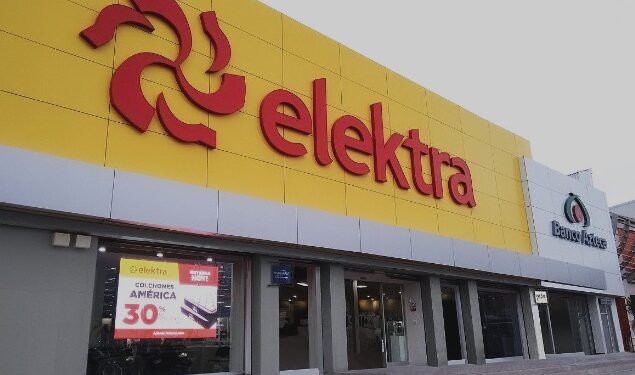 elektra
Banco Azteca
elektra
COLCHONES
AMÉRICA
30%